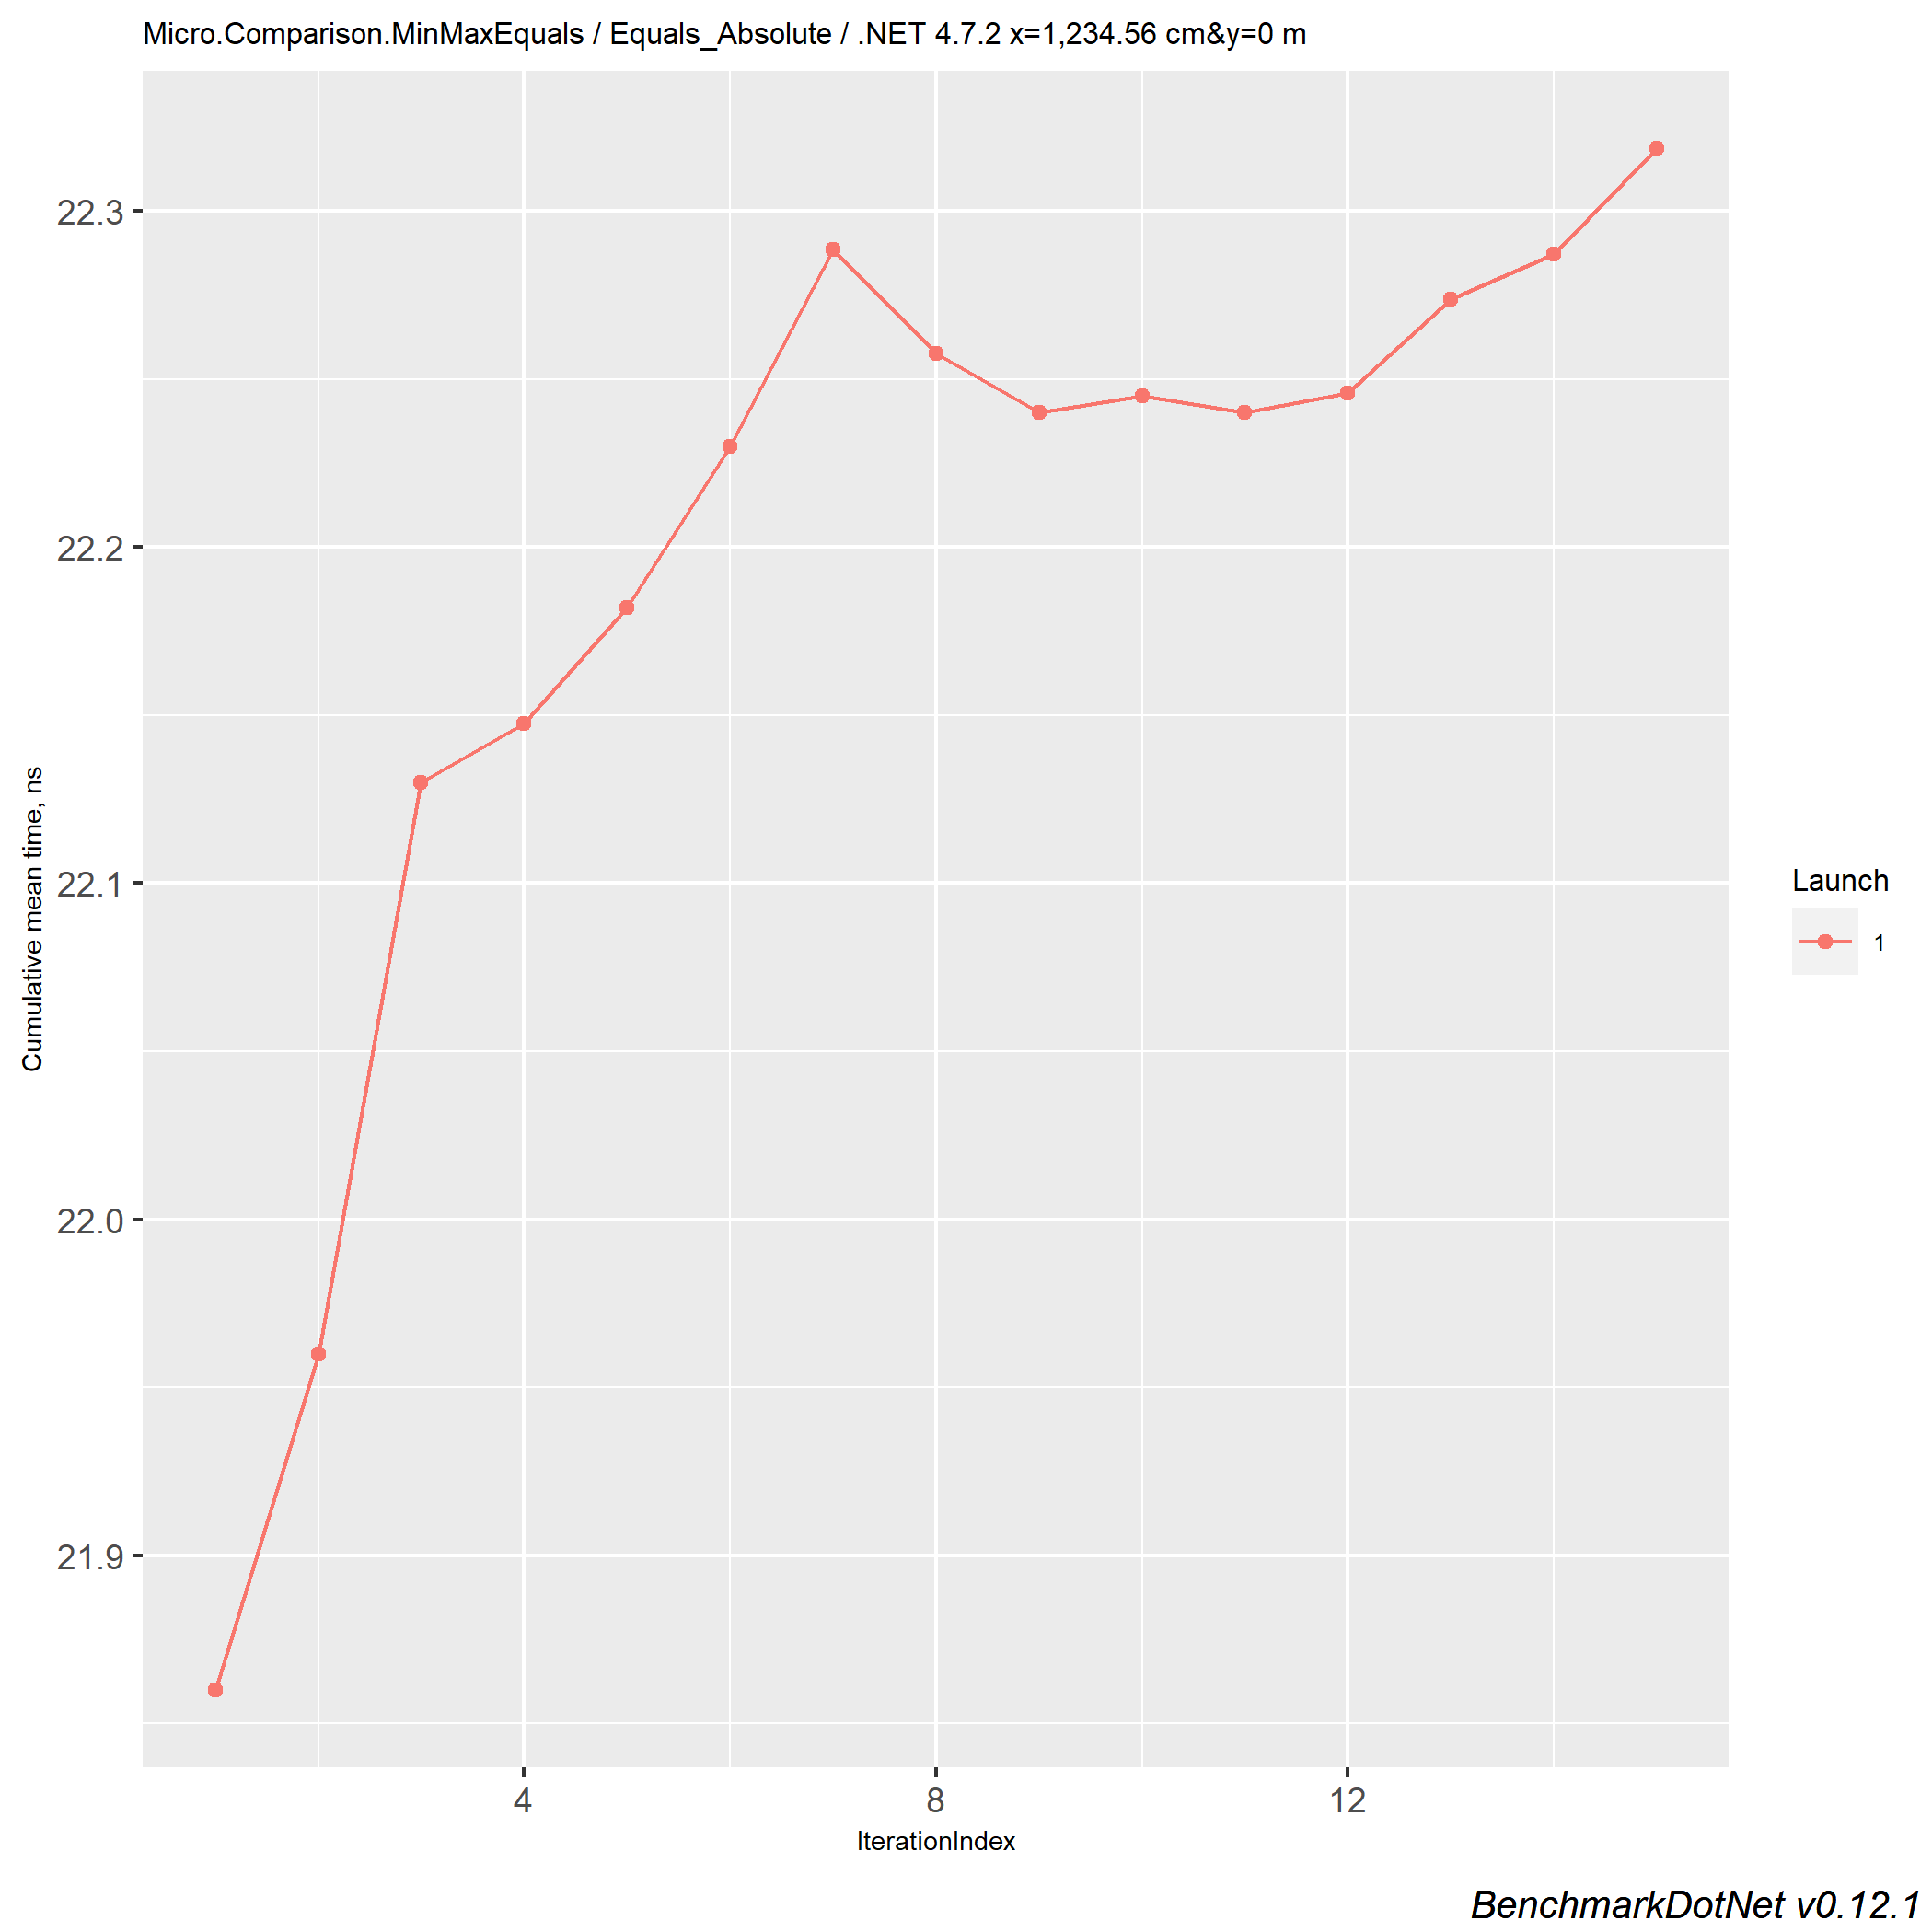 Micro.Comparison.MinMaxEquals / Equals_Absolute / .NET 4.7.2 x=1,234.56 cm&y=0 m
22.3
22.2
22.1
22.0
21.9
Cumulative mean time, ns
4 8 12
IterationIndex
Launch
1
BenchmarkDotNet v0.12.1